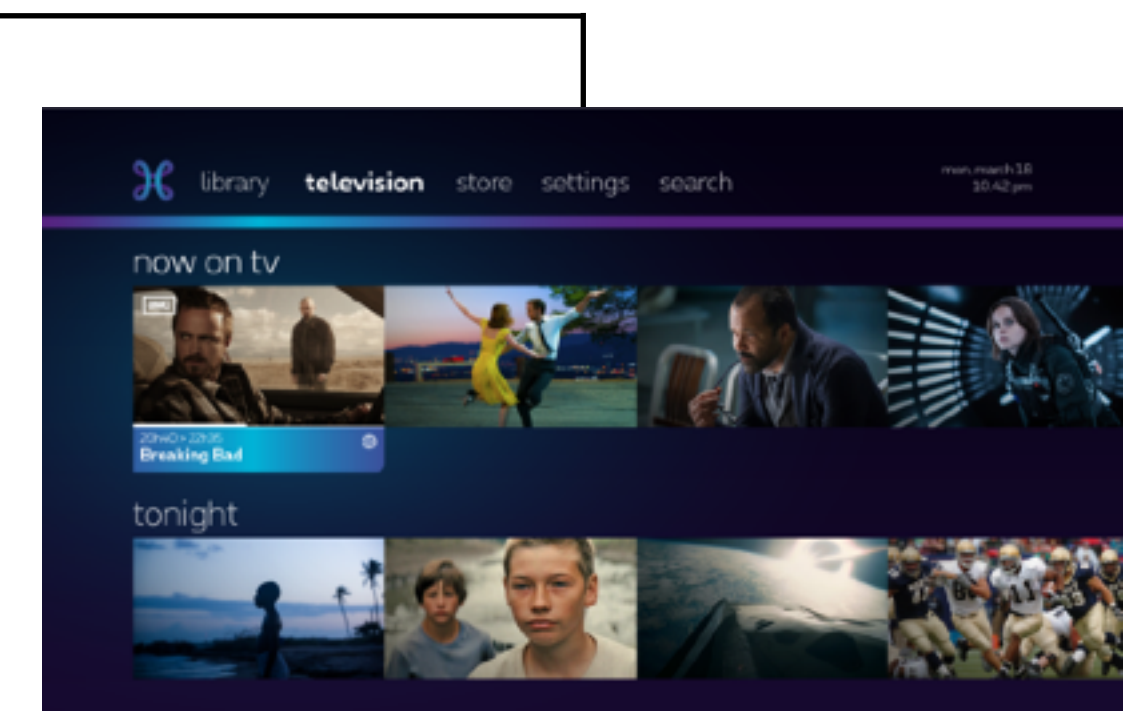 library television store settings search
mon, march 18
10:42 pm
now on tv
Breaking Bad
tonight